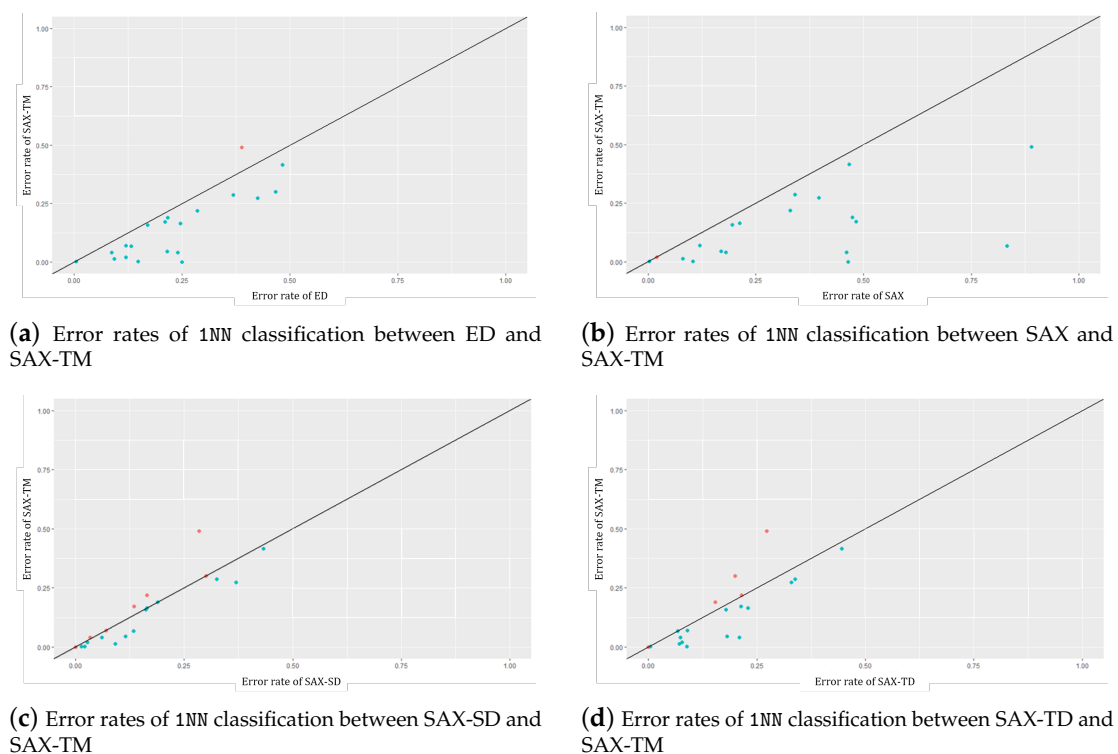 1.00
0.75
0.50
0.25
0.00
Error rate of SAX-TM
0.00 0.25 0.50 0.75 1.00
Error rate of ED
(a) Error rates of 1NN classification between ED and
SAX-TM
1.00
0.75
0.50
0.25
0.00
Error rate of SAX-TM
0.00 0.25 0.50 0.75 1.00
Error rate of SAX
(b) Error rates of 1NN classification between SAX and
SAX-TM
1.00
0.75
0.50
0.25
0.00
Error rate of SAX-TM
0.00 0.25 0.50 0.75 1.00
Error rate of SAX-SD
(c) Error rates of 1NN classification between SAX-SD and
SAX-TM
1.00
0.75
0.50
0.25
0.00
Error rate of SAX-TM
0.00 0.25 0.50 0.75 1.00
Error rate of SAX-TD
(d) Error rates of 1NN classification between SAX-TD and
SAX-TM